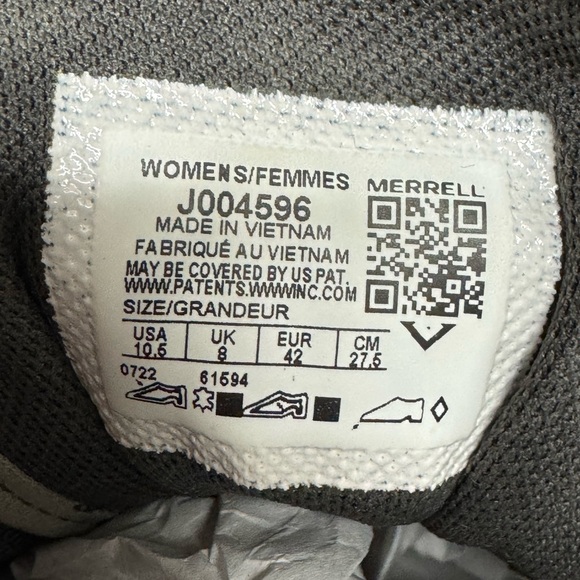 WOMENS/FEMMES
MERRELL
J004596
MADE IN VIETNAM
FABRIQUÉ AU VIETNAM
MAY BE COVERED BY US PAT.
WWW.PATENTS.WWWINC.COM
SIZE/GRANDEUR
USA UK EUR CM
10.5 8 42 27.5
0722 61594